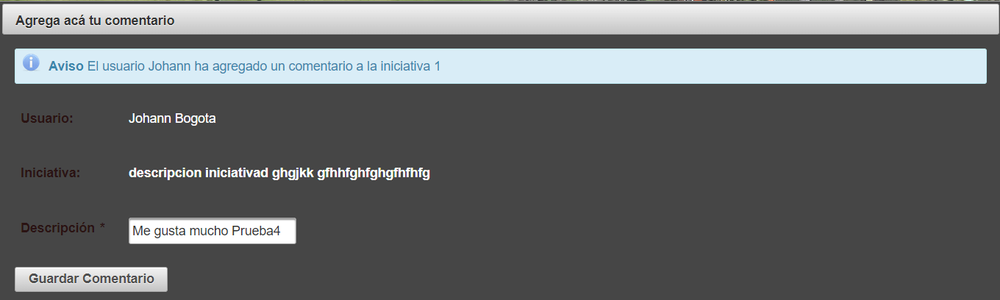 Agrega acá tu comentario
Aviso El usuario Johann ha agregado un comentario a la iniciativa 1
Usuario: Johann Bogota
Iniciativa: descripcion iniciativad ghgjkk gfhhfghfghgfhfhfg
Descripción * Me gusta mucho Prueba4
Guardar Comentario